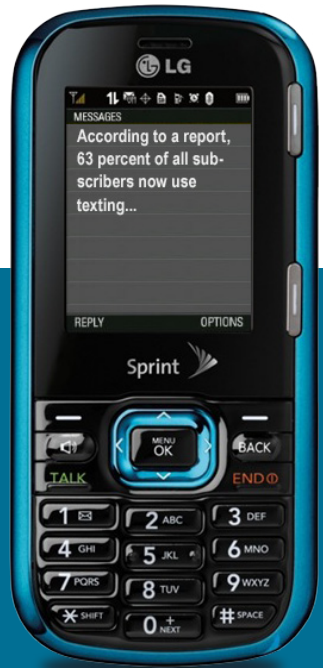 LG
MESSAGES
According to a report,
63 percent of all sub-
scribers now use
texting...
REPLY OPTIONS
Sprint
MENU
OK
BACK
TALK END
1 2 ABC 3 DEF
4 GHI 5 JKL 6 MNO
7 PQRS 8 TUV 9 WXYZ
* SHIFT 0 + NEXT # SPACE